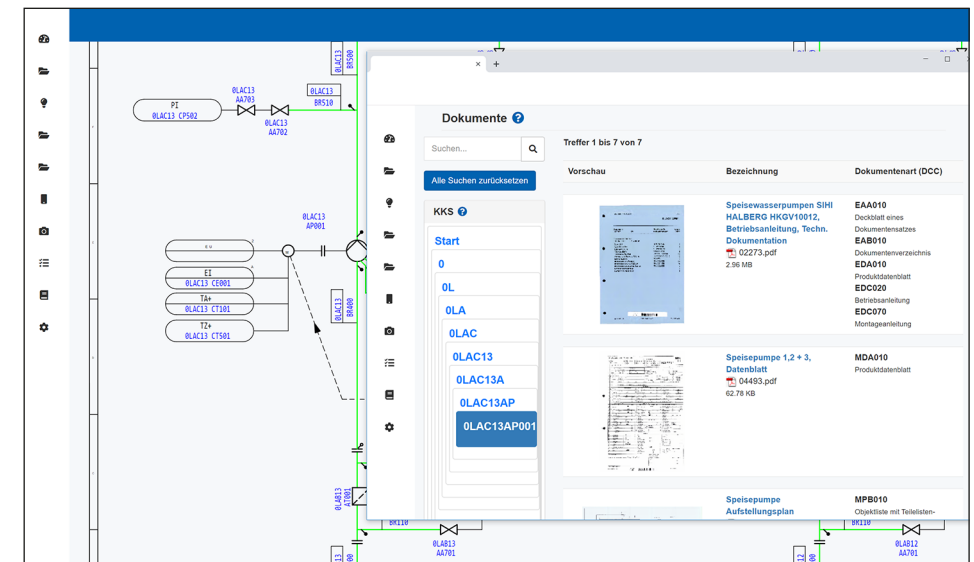 0LAC13
BR500
0LAC13
AA703
0LAC13
BR510
PI
0LAC13 CP502
0LAC13
AA702
0LAC13
AP001
EU
EI
0LAC13 CE001
TA+
0LAC13 CT101
TZ+
0LAC13 CT501
0LAC13
BR400
0LAB13
AT001
BR110
0LAB13
AA701
BR110
0LAB12
AA701
Dokumente
Suchen...
Alle Suchen zurücksetzen
KKS
Start
0
0L
0LA
0LAC
0LAC13
0LAC13A
0LAC13AP
0LAC13AP001
Treffer 1 bis 7 von 7
Vorschau Bezeichnung Dokumentenart (DCC)
Speisewasserpumpen SIHI
HALBERG HKGV10012,
Betriebsanleitung, Techn.
Dokumentation
02273.pdf
2.96 MB
EAA010
Deckblatt eines
Dokumentensatzes
EAB010
Dokumentenverzeichnis
EDA010
Produktdatenblatt
EDC020
Betriebsanleitung
EDC070
Montageanleitung
Speisepumpe 1,2 + 3,
Datenblatt
04493.pdf
62.78 KB
MDA010
Produktdatenblatt
Speisepumpe
Aufstellungsplan
MPB010
Objektliste mit Teilelisten-